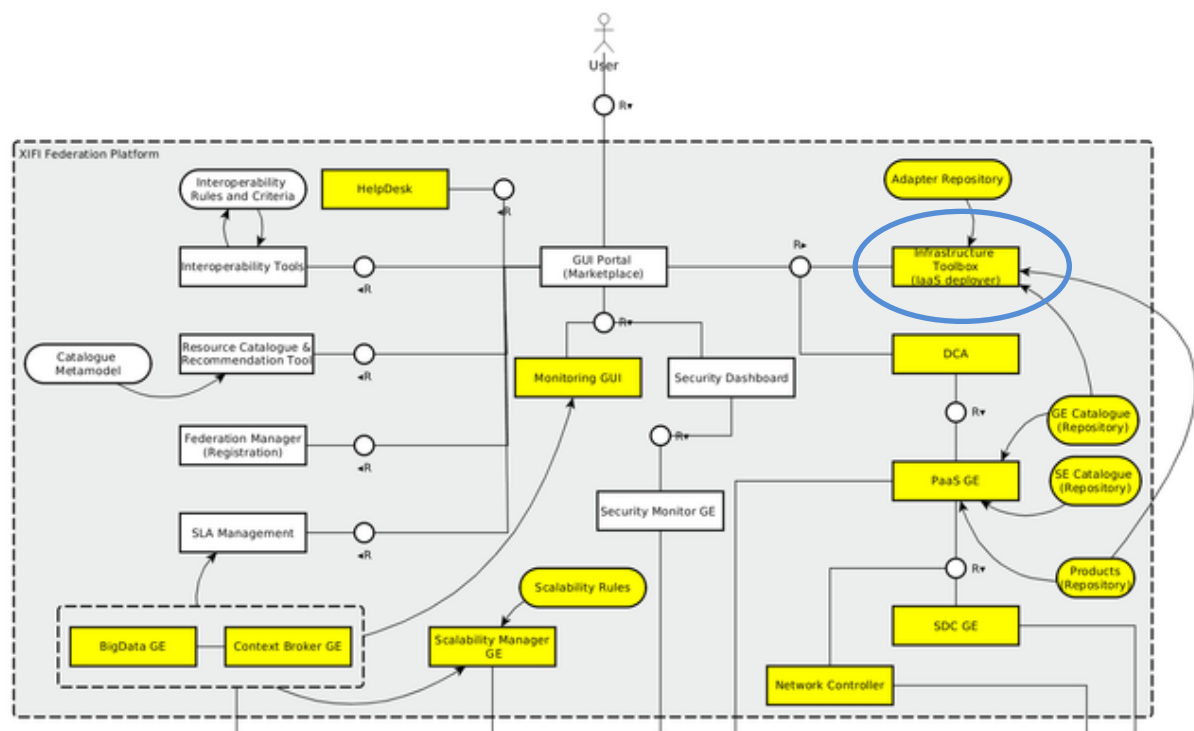 User
R▾
XIFI Federation Platform
Interoperability
Rules and Criteria
HelpDesk
◂R
Adapter Repository
Interoperability Tools
◂R
GUI Portal
(Marketplace)
R▸
Infrastructure
Toolbox
(IaaS deployer)
R▾
Catalogue
Metamodel
Resource Catalogue &
Recommendation Tool
◂R
Monitoring GUI
Security Dashboard
DCA
R▾
GE Catalogue
(Repository)
Federation Manager
(Registration)
◂R
R▾
PaaS GE
SE Catalogue
(Repository)
SLA Management
◂R
Security Monitor GE
R▾
Products
(Repository)
Scalability Rules
BigData GE
Context Broker GE
Scalability Manager
GE
SDC GE
Network Controller